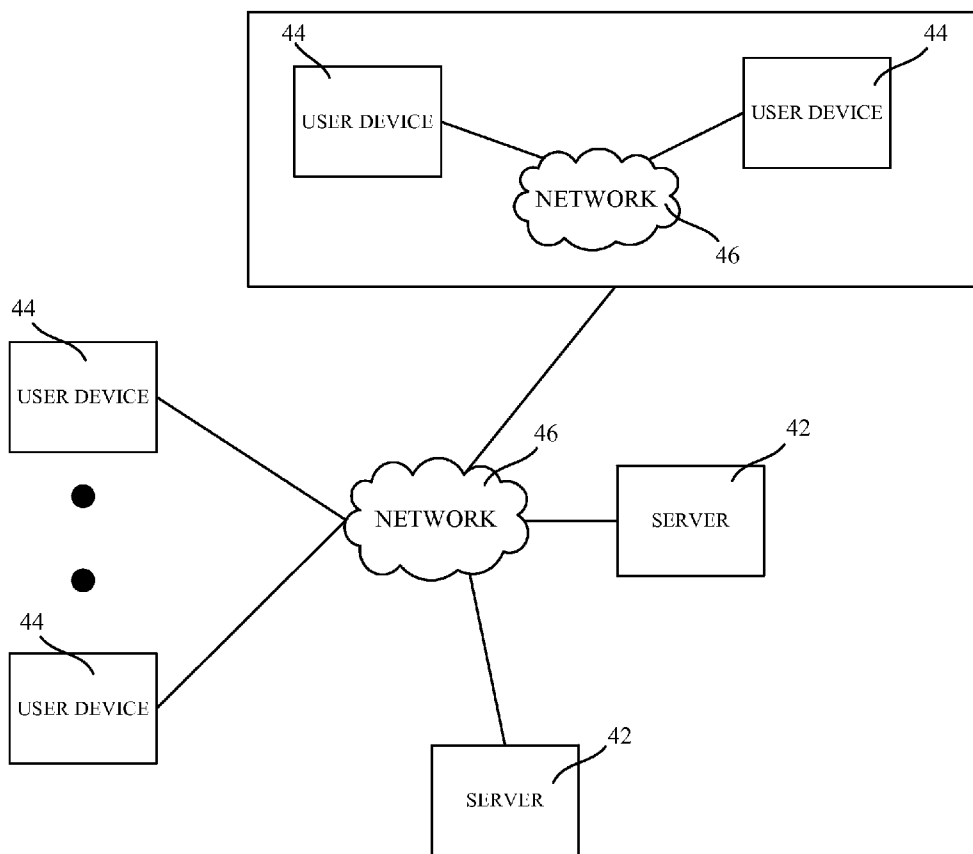 44
44
USER DEVICE
USER DEVICE
NETWORK
46
44
USER DEVICE
46
42
NETWORK
SERVER
44
USER DEVICE
42
SERVER